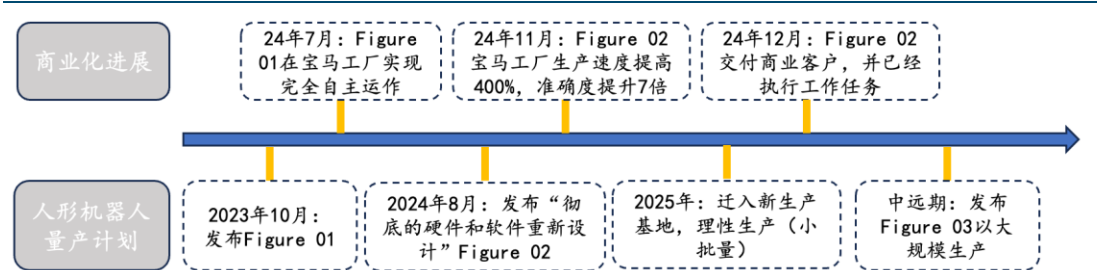 商业化进展
24年7月：Figure
01在宝马工厂实现
完全自主运作
24年11月：Figure 02
宝马工厂生产速度提高
400%，准确度提升7倍
24年12月：Figure 02
交付商业客户，并已经
执行工作任务
人形机器人
量产计划
2023年10月：
发布Figure 01
2024年8月：发布“彻
底的硬件和软件重新设
计”Figure 02
2025年：迁入新生产
基地，理性生产（小
批量）
中远期：发布
Figure 03以大
规模生产